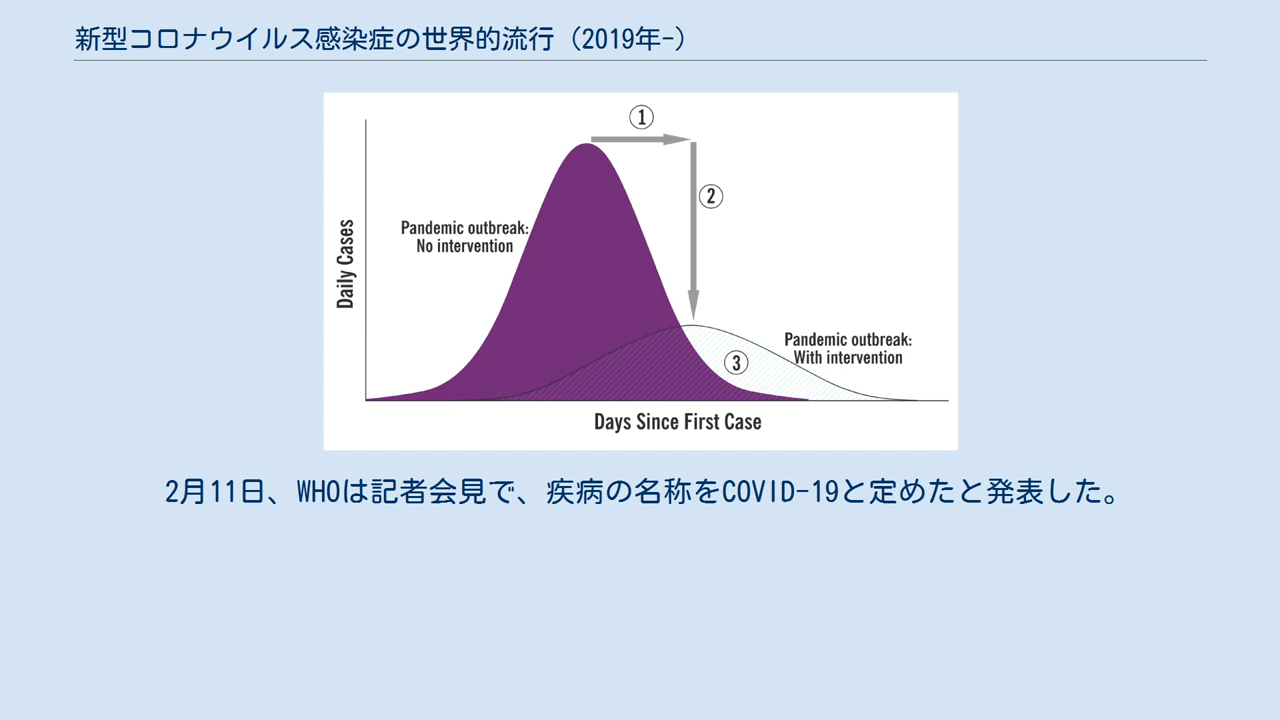 新型コロナウイルス感染症の世界的流行（2019年-）
①
②
Pandemic outbreak:
No intervention
Daily Cases
Pandemic outbreak:
With intervention
③
Days Since First Case
2月11日、WHOは記者会見で、疾病の名称をCOVID-19と定めたと発表した。